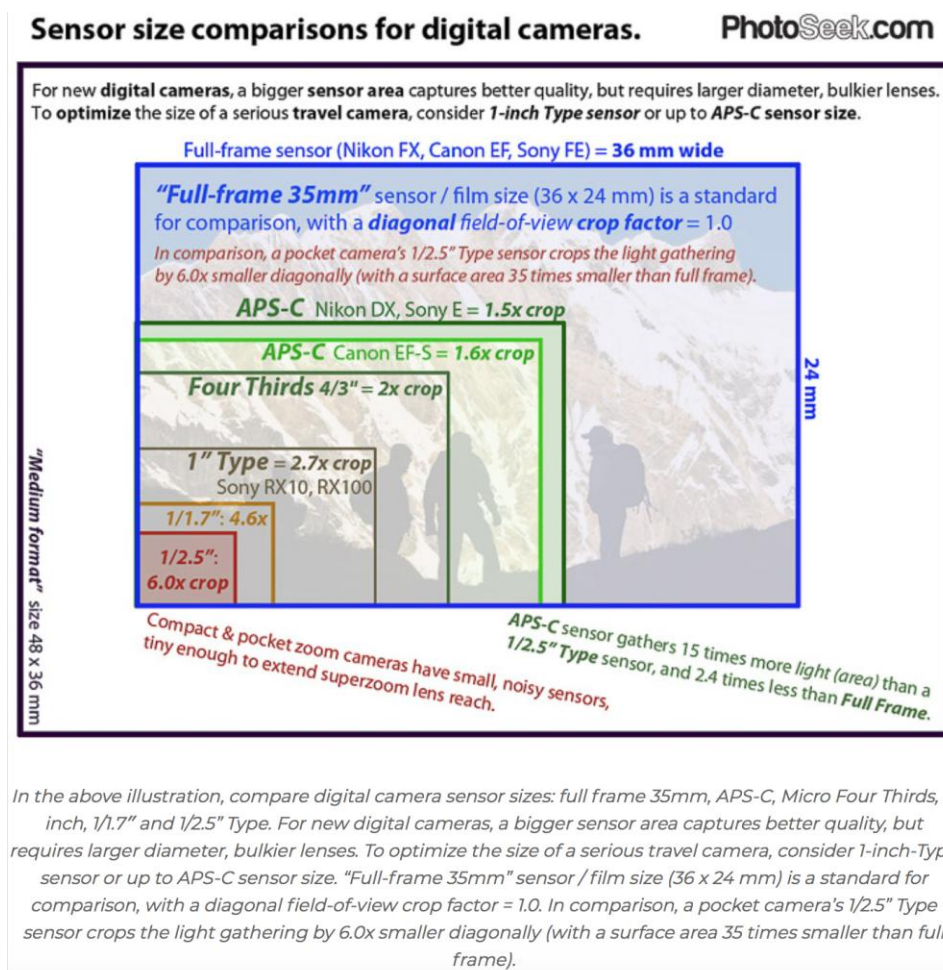 Sensor size comparisons for digital cameras.
PhotoSeek.com
For new digital cameras, a bigger sensor area captures better quality, but requires larger diameter, bulkier lenses.
To optimize the size of a serious travel camera, consider 1-inch Type sensor or up to APS-C sensor size.
Full-frame sensor (Nikon FX, Canon EF, Sony FE) = 36 mm wide
"Full-frame 35mm" sensor / film size (36 x 24 mm) is a standard
for comparison, with a diagonal field-of-view crop factor = 1.0
In comparison, a pocket camera's 1/2.5" Type sensor crops the light gathering
by 6.0x smaller diagonally (with a surface area 35 times smaller than full frame).
APS-C Nikon DX, Sony E = 1.5x crop
APS-C Canon EF-S = 1.6x crop
Four Thirds 4/3" = 2x crop
1" Type = 2.7x crop
Sony RX10, RX100
1/1.7": 4.6x
1/2.5":
6.0x crop
24 mm
"Medium format" size 48 x 36 mm
Compact & pocket zoom cameras have small, noisy sensors,
tiny enough to extend superzoom lens reach.
APS-C sensor gathers 15 times more light (area) than a
1/2.5" Type sensor, and 2.4 times less than Full Frame.
In the above illustration, compare digital camera sensor sizes: full frame 35mm, APS-C, Micro Four Thirds,
inch, 1/1.7″ and 1/2.5" Type. For new digital cameras, a bigger sensor area captures better quality, but
requires larger diameter, bulkier lenses. To optimize the size of a serious travel camera, consider 1-inch-Typ
sensor or up to APS-C sensor size. "Full-frame 35mm" sensor / film size (36 x 24 mm) is a standard for
comparison, with a diagonal field-of-view crop factor = 1.0. In comparison, a pocket camera's 1/2.5" Type
sensor crops the light gathering by 6.0x smaller diagonally (with a surface area 35 times smaller than full
frame).